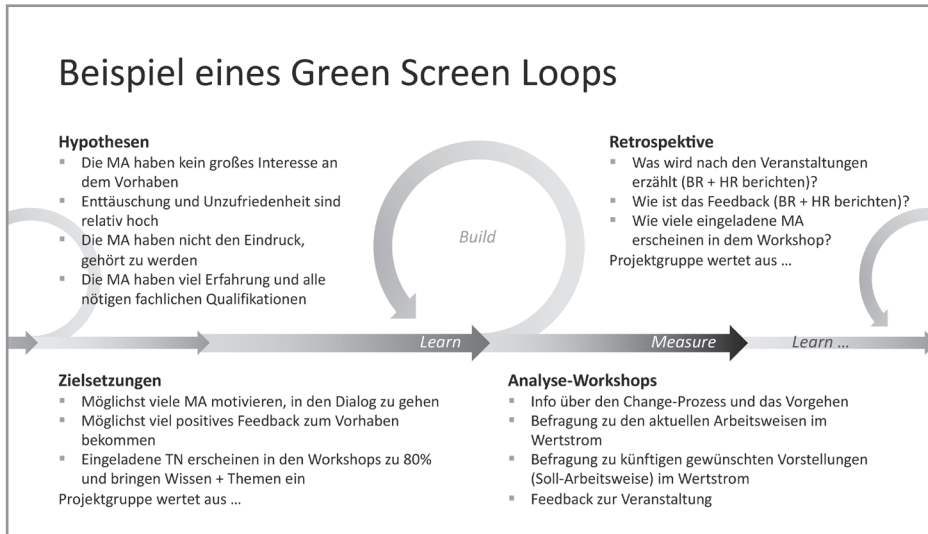 Beispiel eines Green Screen Loops
Hypothesen
▪ Die MA haben kein großes Interesse an
dem Vorhaben
▪ Enttäuschung und Unzufriedenheit sind
relativ hoch
▪ Die MA haben nicht den Eindruck,
gehört zu werden
▪ Die MA haben viel Erfahrung und alle
nötigen fachlichen Qualifikationen
Build
Retrospektive
▪ Was wird nach den Veranstaltungen
erzählt (BR + HR berichten)?
▪ Wie ist das Feedback (BR + HR berichten)?
▪ Wie viele eingeladene MA
erscheinen in dem Workshop?
Projektgruppe wertet aus ...
Learn
Measure
Learn ...
Zielsetzungen
▪ Möglichst viele MA motivieren, in den Dialog zu gehen
▪ Möglichst viel positives Feedback zum Vorhaben
bekommen
▪ Eingeladene TN erscheinen in den Workshops zu 80%
und bringen Wissen + Themen ein
Projektgruppe wertet aus ...
Analyse-Workshops
▪ Info über den Change-Prozess und das Vorgehen
▪ Befragung zu den aktuellen Arbeitsweisen im
Wertstrom
▪ Befragung zu künftigen gewünschten Vorstellungen
(Soll-Arbeitsweise) im Wertstrom
▪ Feedback zur Veranstaltung